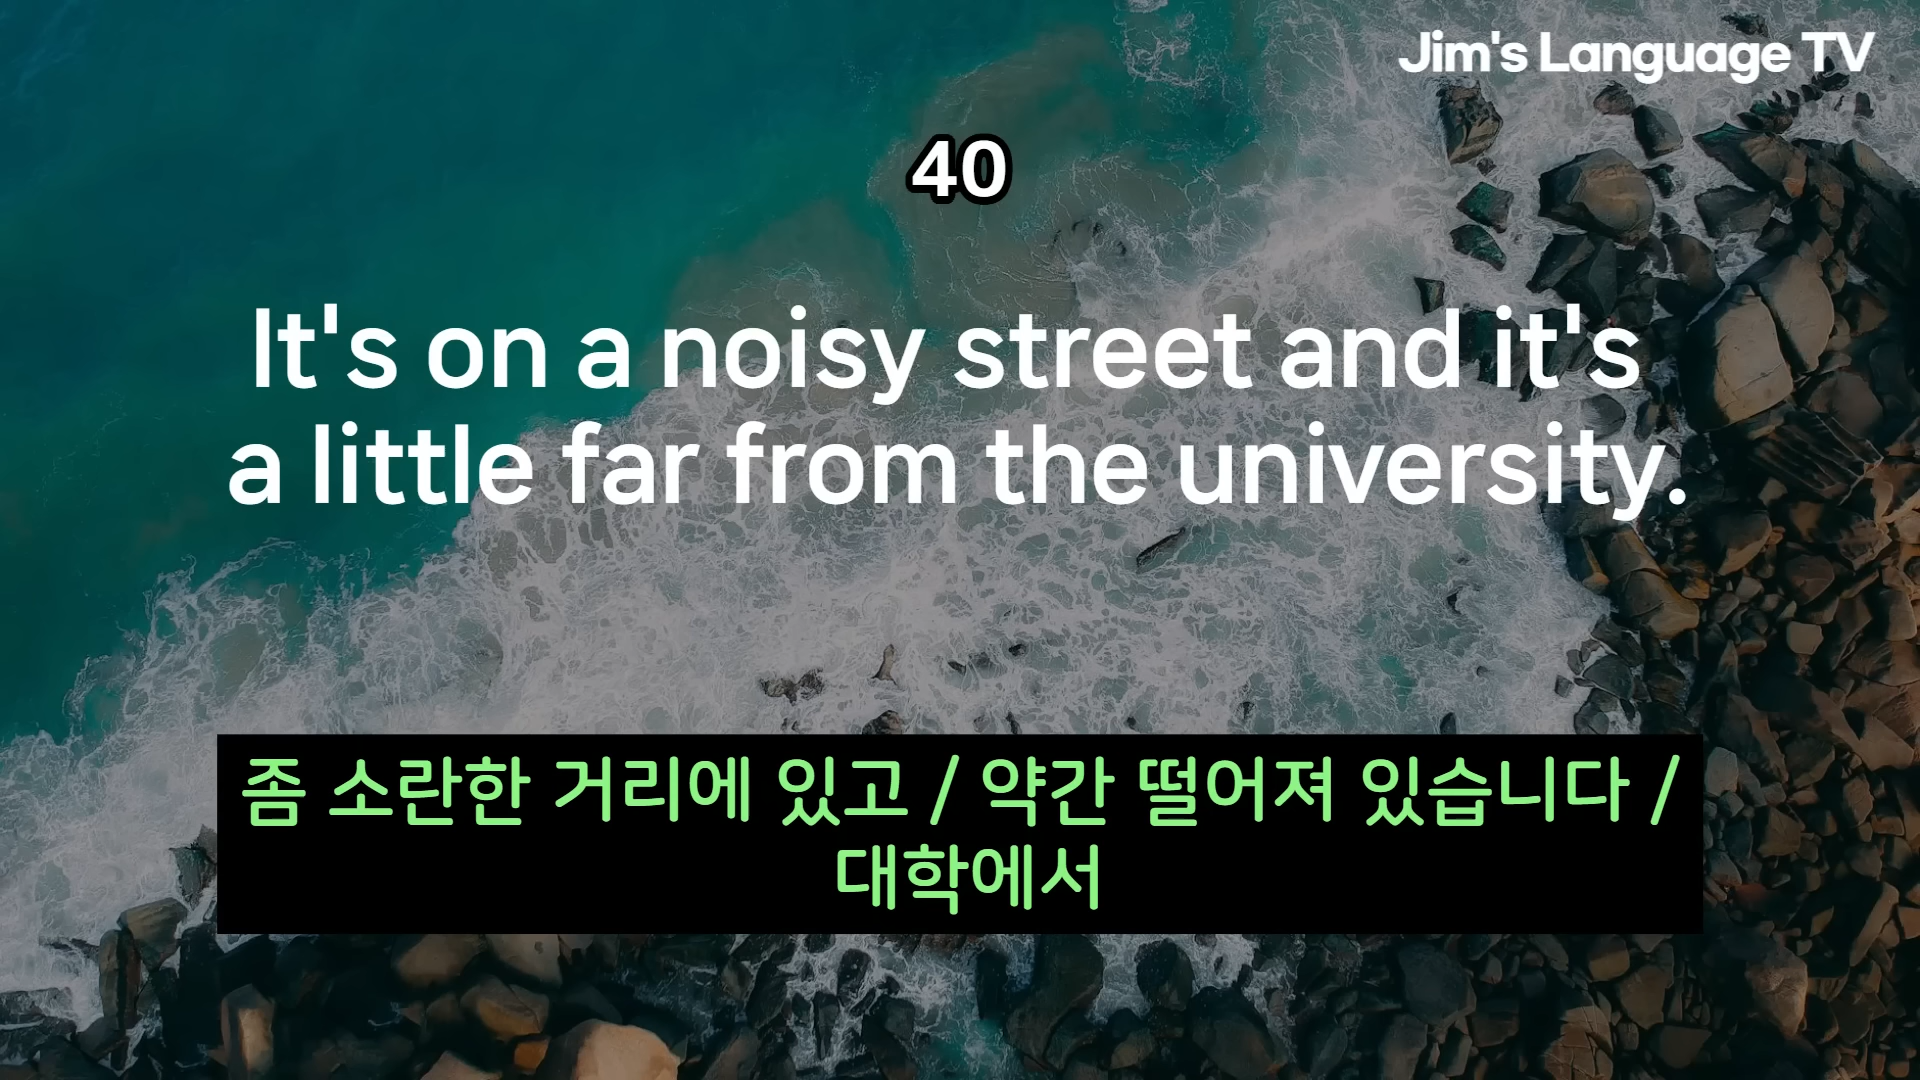 Jim's Language TV
40
It's on a noisy street and it's
a little far from the university.
좀 소란한 거리에 있고 / 약간 떨어져 있습니다 /
대학에서